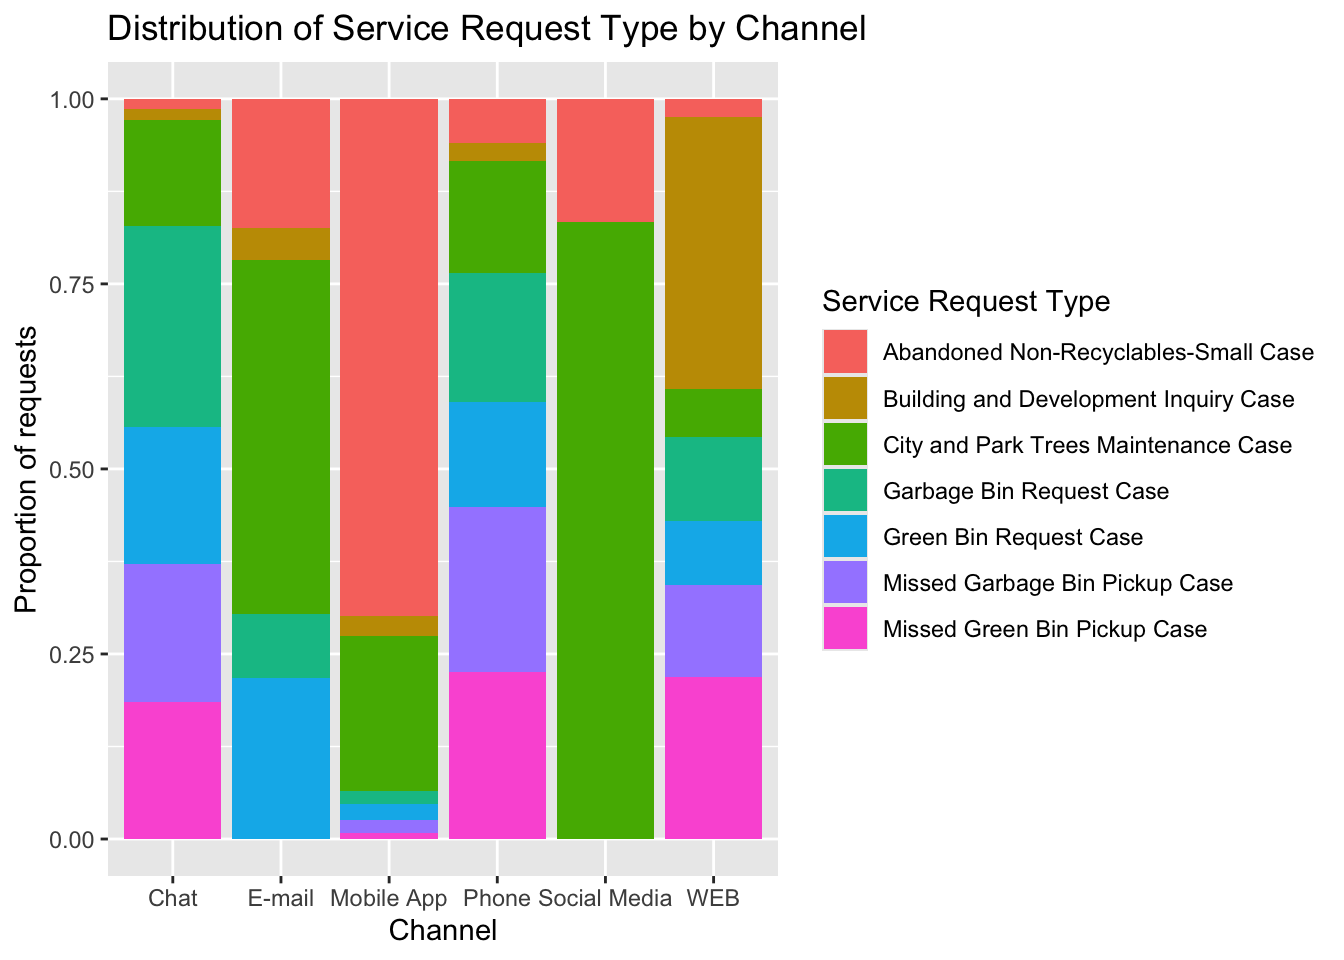 Distribution of Service Request Type by Channel
Proportion of requests
1.00
0.75
0.50
0.25
0.00
Chat
E-mail
Mobile App
Phone
Social Media
WEB
Channel
Service Request Type
Abandoned Non-Recyclables-Small Case
Building and Development Inquiry Case
City and Park Trees Maintenance Case
Garbage Bin Request Case
Green Bin Request Case
Missed Garbage Bin Pickup Case
Missed Green Bin Pickup Case